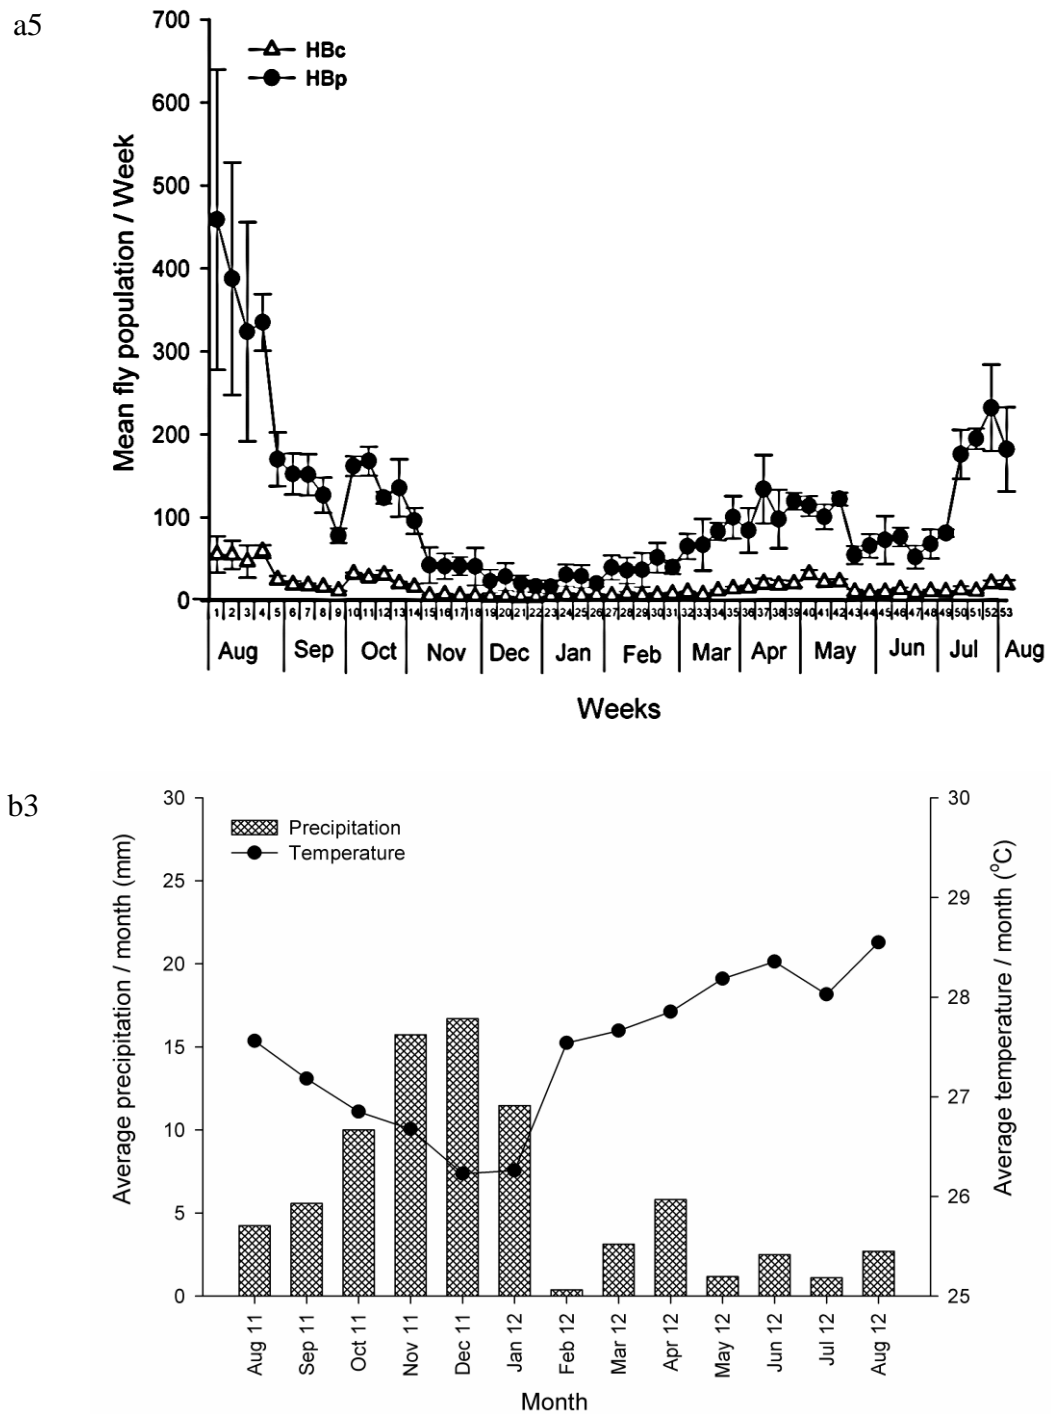 a5
700
600
500
400
300
200
100
0
HBc
HBp
Mean fly population / Week
1 2 3 4 5 6 7 8 9 10 11 12 13 14 15 16 17 18 19 20 21 22 23 24 25 26 27 28 29 30 31 32 33 34 35 36 37 38 39 40 41 42 43 44 45 46 47 48 49 50 51 52 53
Aug Sep Oct Nov Dec Jan Feb Mar Apr May Jun Jul Aug
Weeks
b3
30
25
20
15
10
5
0
Precipitation
Temperature
Average precipitation / month (mm)
30
29
28
27
26
25
Average temperature / month (°C)
Aug 11 Sep 11 Oct 11 Nov 11 Dec 11 Jan 12 Feb 12 Mar 12 Apr 12 May 12 Jun 12 Jul 12 Aug 12
Month